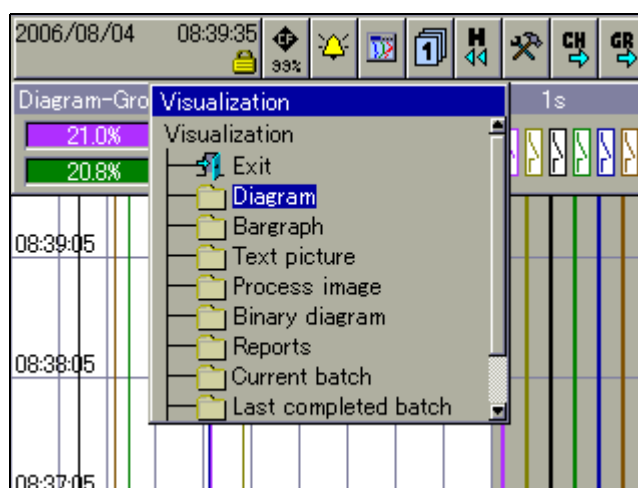 2006/08/04 08:39:35
CF
99%
1
H
CH
GR
Diagram-Gro
1s
21.0%
20.8%
Visualization
Visualization
Exit
Diagram
Bargraph
Text picture
Process image
Binary diagram
Reports
Current batch
Last completed batch
08:39:05
08:38:05
08:37:05